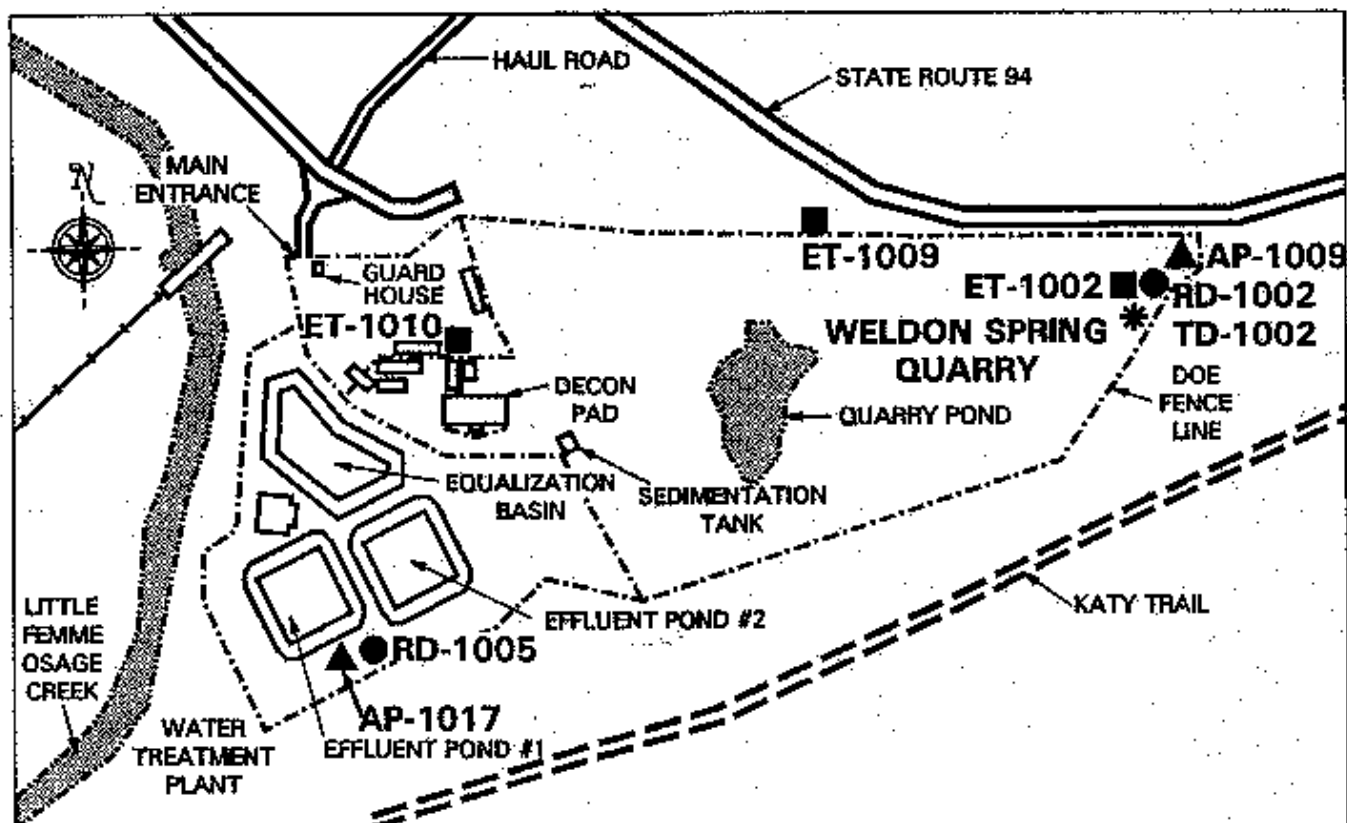 HAUL ROAD
STATE ROUTE 94
MAIN
ENTRANCE
N
GUARD
HOUSE
ET-1009
AP-1009
ET-1002
RD-1002
TD-1002
ET-1010
WELDON SPRING
QUARRY
DECON
PAD
QUARRY POND
DOE
FENCE
LINE
EQUALIZATION
BASIN
SEDIMENTATION
TANK
LITTLE
FEMME
OSAGE
CREEK
EFFLUENT POND #2
KATY TRAIL
RD-1005
AP-1017
WATER
TREATMENT
PLANT
EFFLUENT POND #1